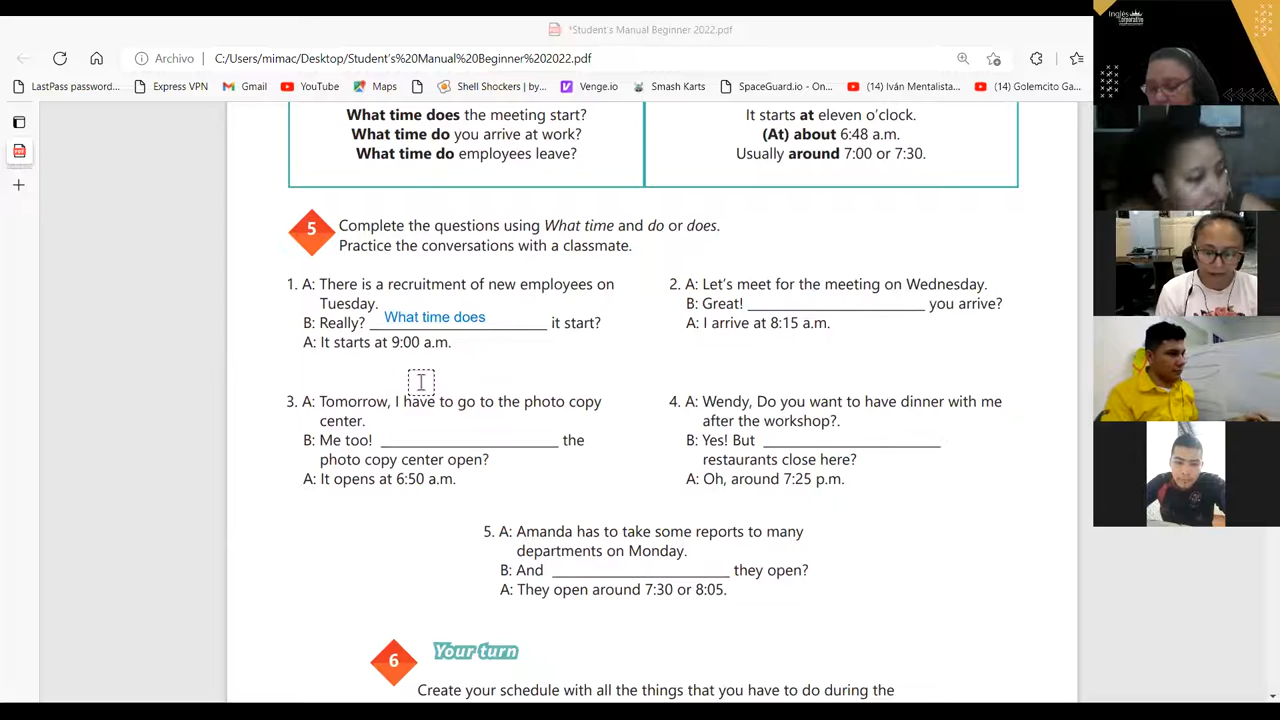 *Student's Manual Beginner 2022.pdf
Archivo
C:/Users/mimac/Desktop/Student's%20Manual%20Beginner%202022.pdf
LastPass password...
Express VPN
Gmail
YouTube
Maps
Shell Shockers | by...
Venge.io
Smash Karts
SpaceGuard.io - On...
(14) Iván Mentalista...
(14) Golemcito Ga...
Inglés
Corporativo
What time does the meeting start?
What time do you arrive at work?
What time do employees leave?
It starts at eleven o'clock.
(At) about 6:48 a.m.
Usually around 7:00 or 7:30.
5
Complete the questions using What time and do or does.
Practice the conversations with a classmate.
1. A: There is a recruitment of new employees on
Tuesday.
B: Really? What time does it start?
A: It starts at 9:00 a.m.
2. A: Let's meet for the meeting on Wednesday.
B: Great! ____________________ you arrive?
A: I arrive at 8:15 a.m.
3. A: Tomorrow, I have to go to the photo copy
center.
B: Me too! ____________________ the
photo copy center open?
A: It opens at 6:50 a.m.
4. A: Wendy, Do you want to have dinner with me
after the workshop?.
B: Yes! But ____________________
restaurants close here?
A: Oh, around 7:25 p.m.
5. A: Amanda has to take some reports to many
departments on Monday.
B: And ____________________ they open?
A: They open around 7:30 or 8:05.
6
Your turn
Create your schedule with all the things that you have to do during the